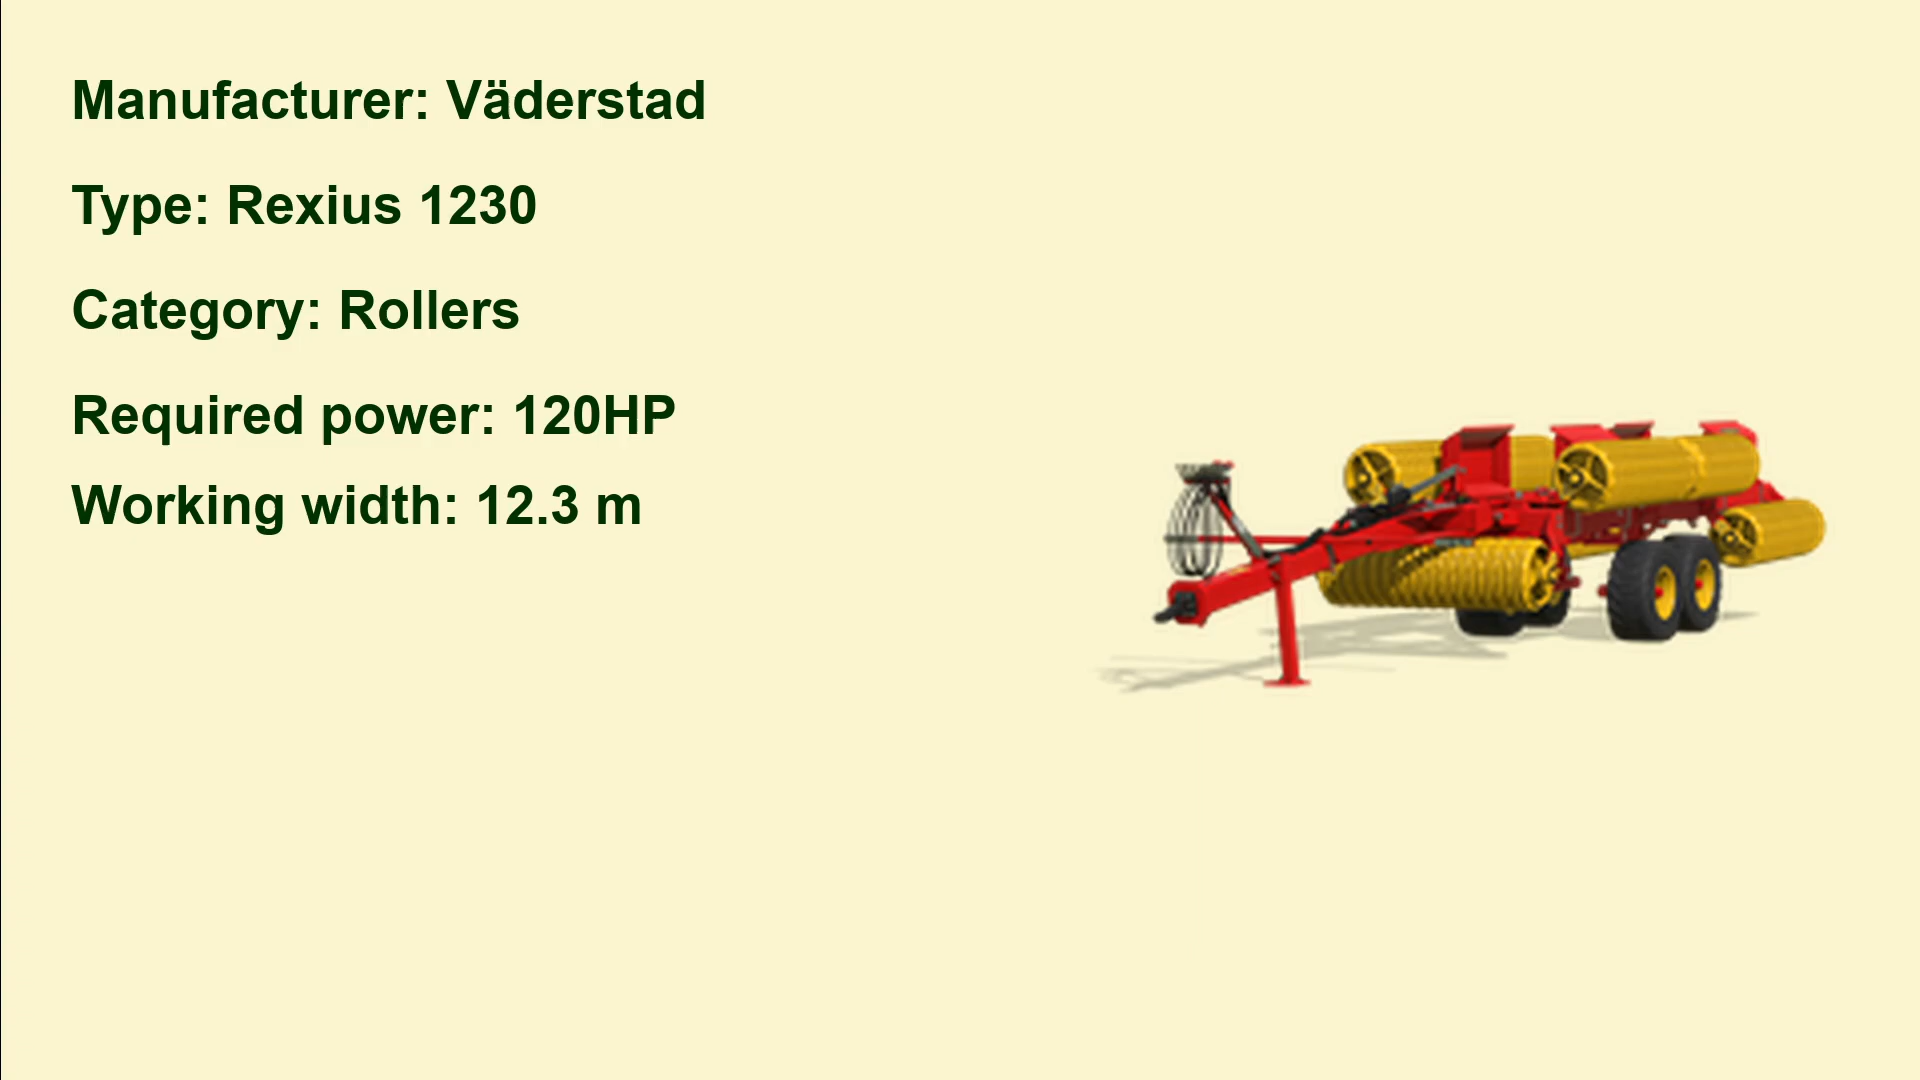 Manufacturer: Väderstad
Type: Rexius 1230
Category: Rollers
Required power: 120HP
Working width: 12.3 m